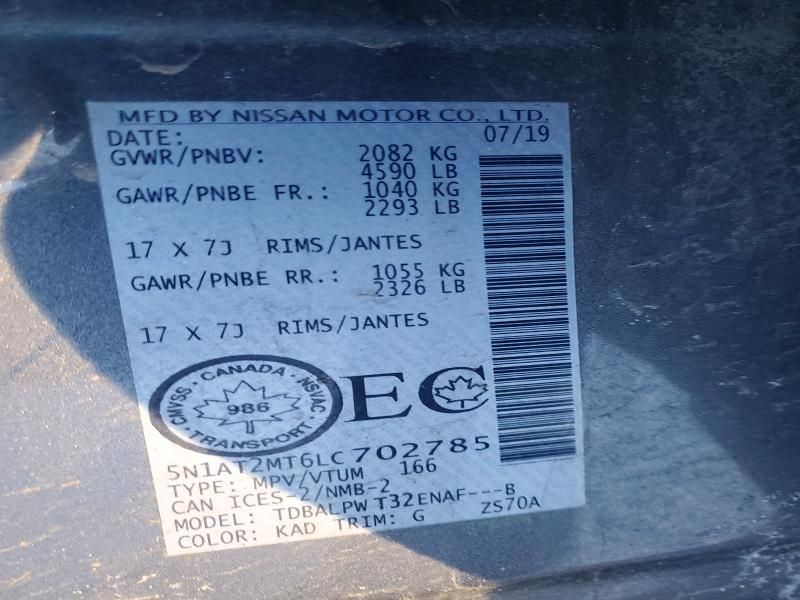 MFD BY NISSAN MOTOR CO., LTD.
DATE: 07/19
GVWR/PNBV: 2082 KG
4590 LB
GAWR/PNBE FR.: 1040 KG
2293 LB
17 X 7J RIMS/JANTES
GAWR/PNBE RR.: 1055 KG
2326 LB
17 X 7J RIMS/JANTES
CMVSS · CANADA · NSVAC · TRANSPORT
986
EC
5N1AT2MT6LC702785
TYPE: MPV/VTUM 166
CAN ICES-2/NMB-2
MODEL: TDBALPW T32ENAF---B
COLOR: KAD TRIM: G ZS70A